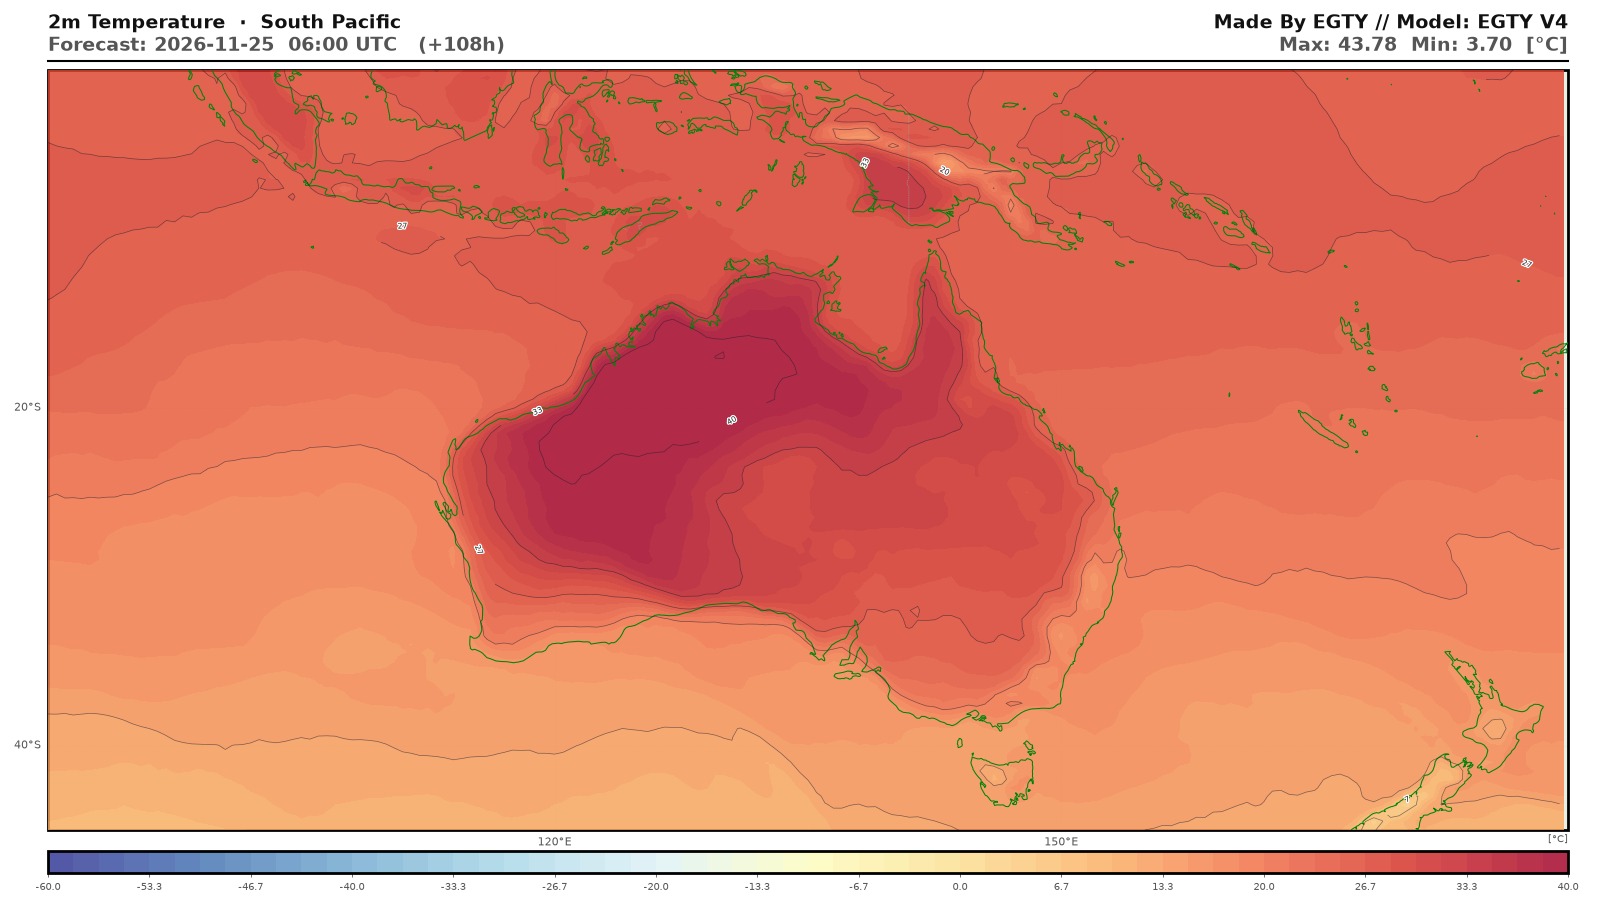 2m Temperature · South Pacific
Made By EGTY // Model: EGTY V4
Forecast: 2026-11-25 06:00 UTC (+108h)
Max: 43.78 Min: 3.70 [°C]
33
20
27
27
20°S
33
40
27
40°S
7
120°E
150°E
[°C]
-60.0 -53.3 -46.7 -40.0 -33.3 -26.7 -20.0 -13.3 -6.7 0.0 6.7 13.3 20.0 26.7 33.3 40.0